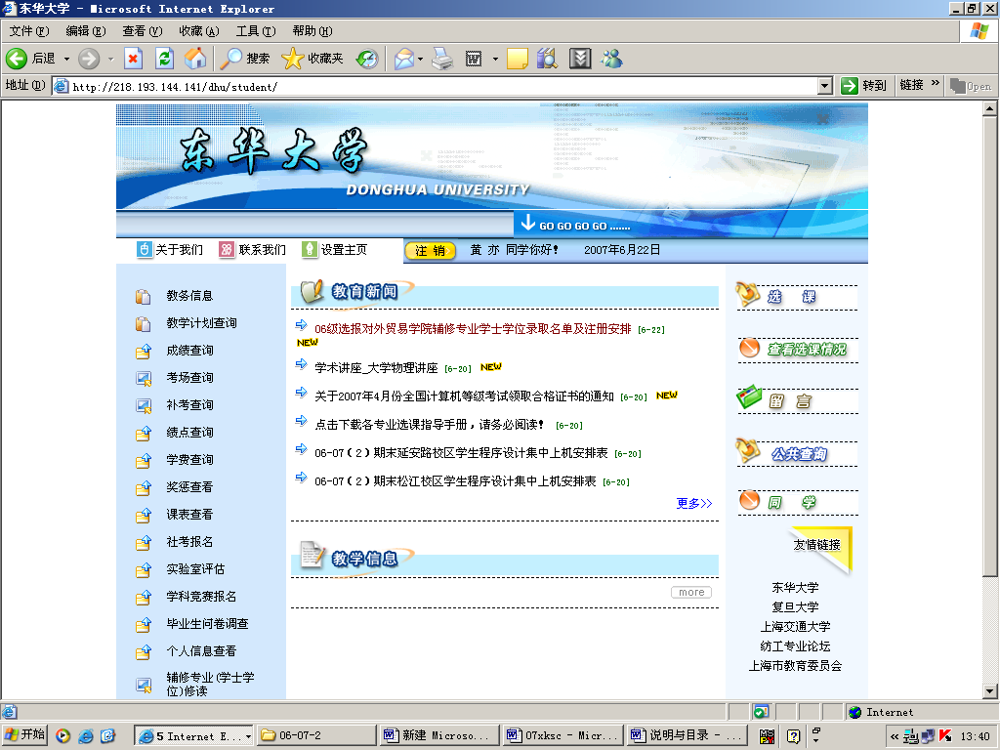 东华大学 - Microsoft Internet Explorer
文件(F) 编辑(E) 查看(V) 收藏(A) 工具(T) 帮助(H)
后退 搜索 收藏夹
地址(D) http://218.193.144.141/dhu/student/ 转到 链接 » Open
东华大学
DONGHUA UNIVERSITY
GO GO GO GO .......
关于我们 联系我们 设置主页 注 销 黄 亦 同学你好! 2007年6月22日
教务信息
教学计划查询
成绩查询
考场查询
补考查询
绩点查询
学费查询
奖惩查看
课表查看
社考报名
实验室评估
学科竞赛报名
毕业生问卷调查
个人信息查看
辅修专业(学士学
位)修读
教育新闻
06级选报对外贸易学院辅修专业学士学位录取名单及注册安排 [6-22]
NEW
学术讲座_大学物理讲座 [6-20] NEW
关于2007年4月份全国计算机等级考试领取合格证书的通知 [6-20] NEW
点击下载各专业选课指导手册，请务必阅读! [6-20]
06-07(2)期末延安路校区学生程序设计集中上机安排表 [6-20]
06-07(2)期末松江校区学生程序设计集中上机安排表 [6-20]
更多>>
教学信息
more
选 课
查看选课情况
留 言
公共查询
同 学
友情链接
东华大学
复旦大学
上海交通大学
纺工专业论坛
上海市教育委员会
Internet
开始 5 Internet E... 06-07-2 新建 Microso... 07xksc - Micr... 说明与目录 - ... « 13:40